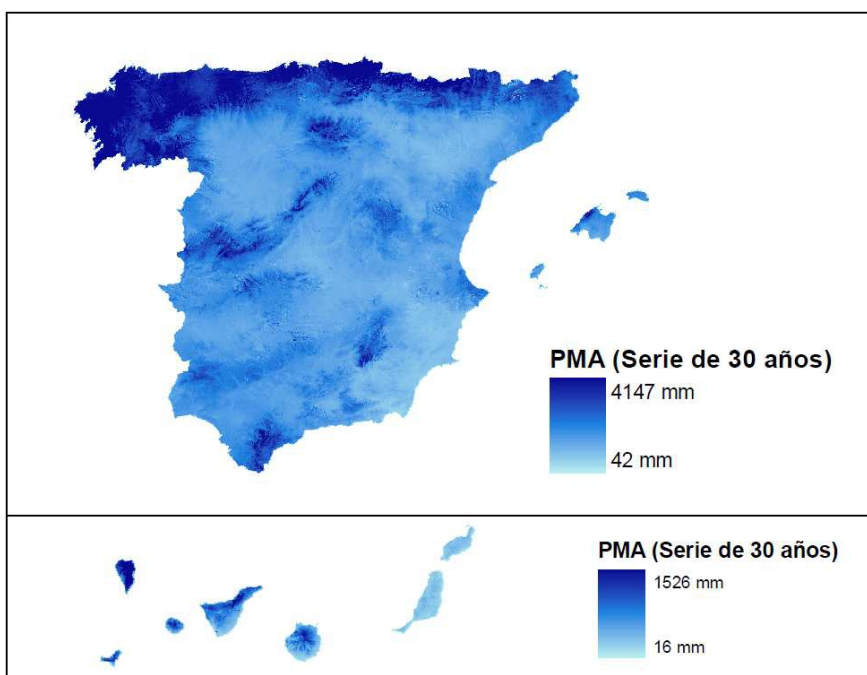 PMA (Serie de 30 años)
4147 mm
42 mm
PMA (Serie de 30 años)
1526 mm
16 mm